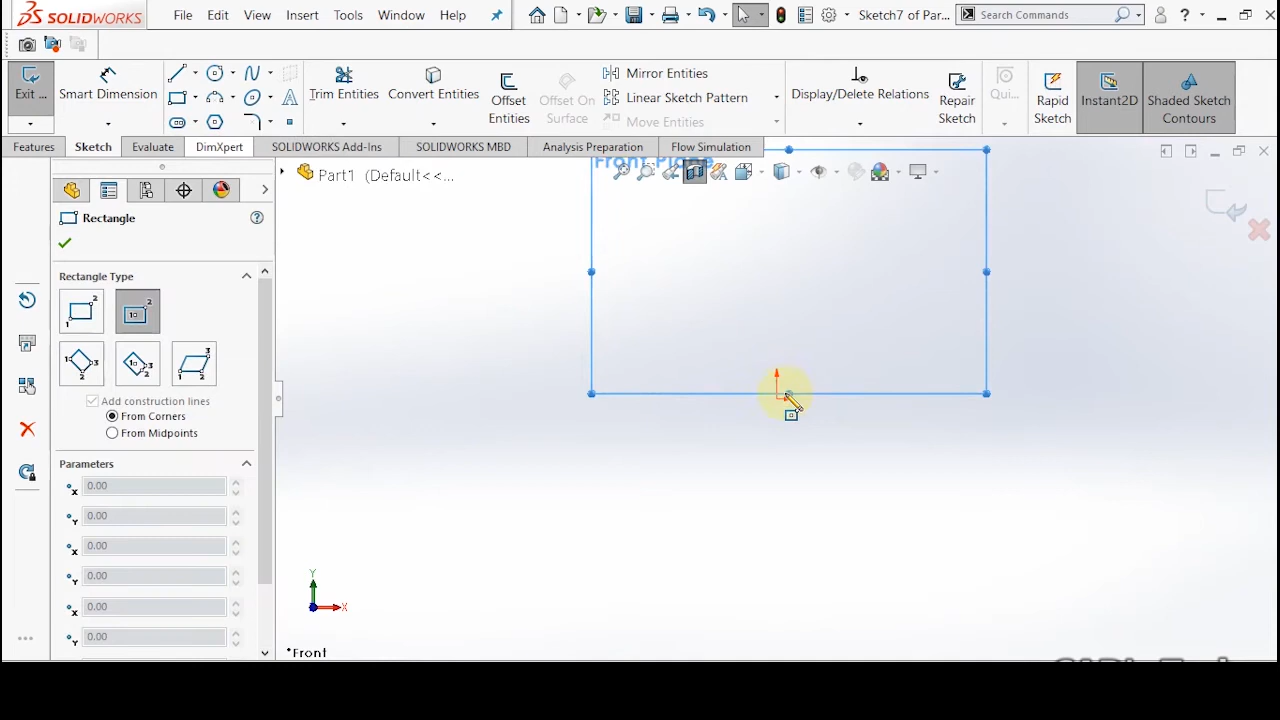 SOLIDWORKS File Edit View Insert Tools Window Help Sketch7 of Par... Search Commands ?
Exit ... Smart Dimension Trim Entities Convert Entities Offset Entities Offset On Surface Mirror Entities Linear Sketch Pattern Move Entities Display/Delete Relations Repair Sketch Qui... Rapid Sketch Instant2D Shaded Sketch Contours
Features Sketch Evaluate DimXpert SOLIDWORKS Add-Ins SOLIDWORKS MBD Analysis Preparation Flow Simulation
Front Plane
Part1 (Default<<...
Rectangle
Rectangle Type
Add construction lines
From Corners
From Midpoints
Parameters
x 0.00
Y 0.00
x 0.00
Y 0.00
x 0.00
Y 0.00
Y
X
*Front